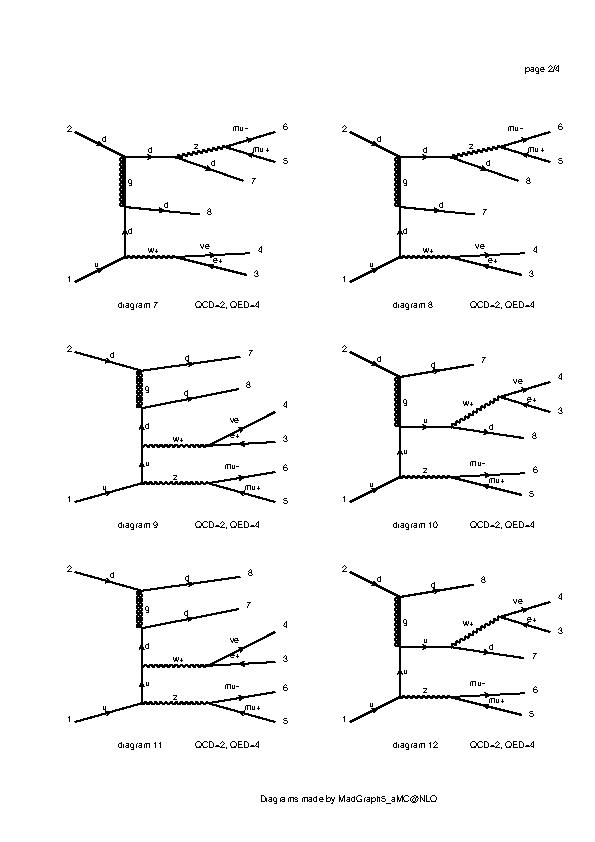 page 2/4
2 d d z mu- 6
mu+ 5
d 7
g
d 8
d
w+ ve 4
e+ 3
u
1
diagram 7 QCD=2, QED=4
2 d d z mu- 6
mu+ 5
d 8
g
d 7
d
w+ ve 4
e+ 3
u
1
diagram 8 QCD=2, QED=4
2 d d 7
g
d 8
d
w+ ve 4
e+ 3
u
z mu- 6
mu+ 5
u
1
diagram 9 QCD=2, QED=4
2 d d 7
g
w+ ve 4
e+ 3
u d 8
u
z mu- 6
mu+ 5
u
1
diagram 10 QCD=2, QED=4
2 d d 8
g
d 7
d
w+ ve 4
e+ 3
u
z mu- 6
mu+ 5
u
1
diagram 11 QCD=2, QED=4
2 d d 8
g
w+ ve 4
e+ 3
u d 7
u
z mu- 6
mu+ 5
u
1
diagram 12 QCD=2, QED=4
Diagrams made by MadGraph5_aMC@NLO